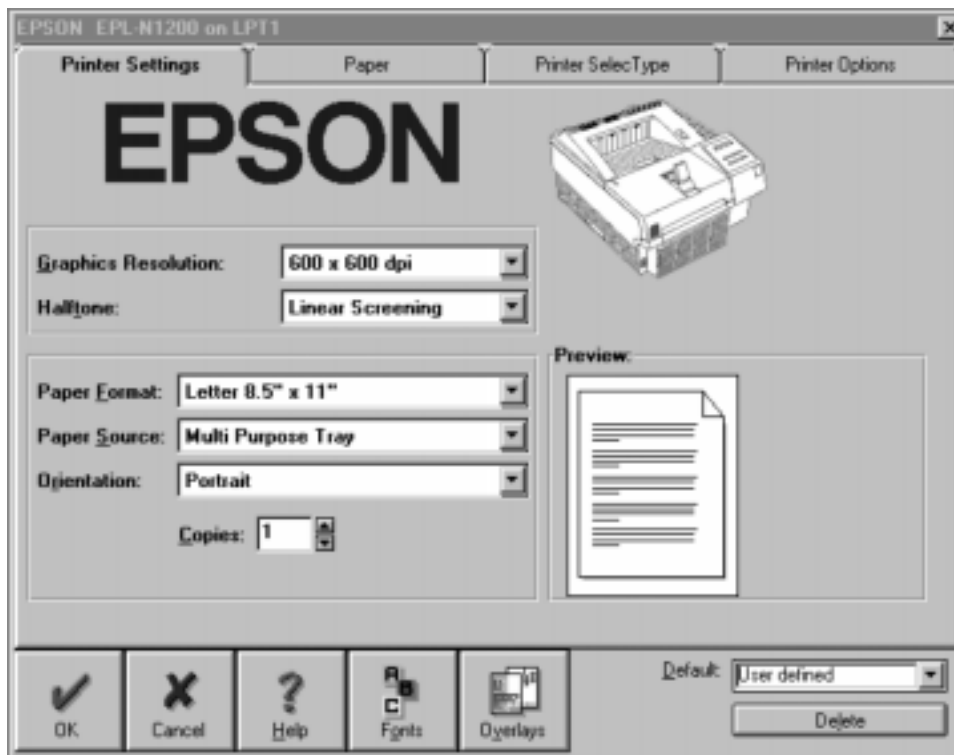 EPSON EPL-N1200 on LPT1
Printer Settings
Paper
Printer SelecType
Printer Options
EPSON
Graphics Resolution: 600 x 600 dpi
Halftone: Linear Screening
Paper Format: Letter 8.5" x 11"
Paper Source: Multi Purpose Tray
Orientation: Portrait
Copies: 1
Preview:
OK
Cancel
Help
Fonts
Overlays
Default: User defined
Delete